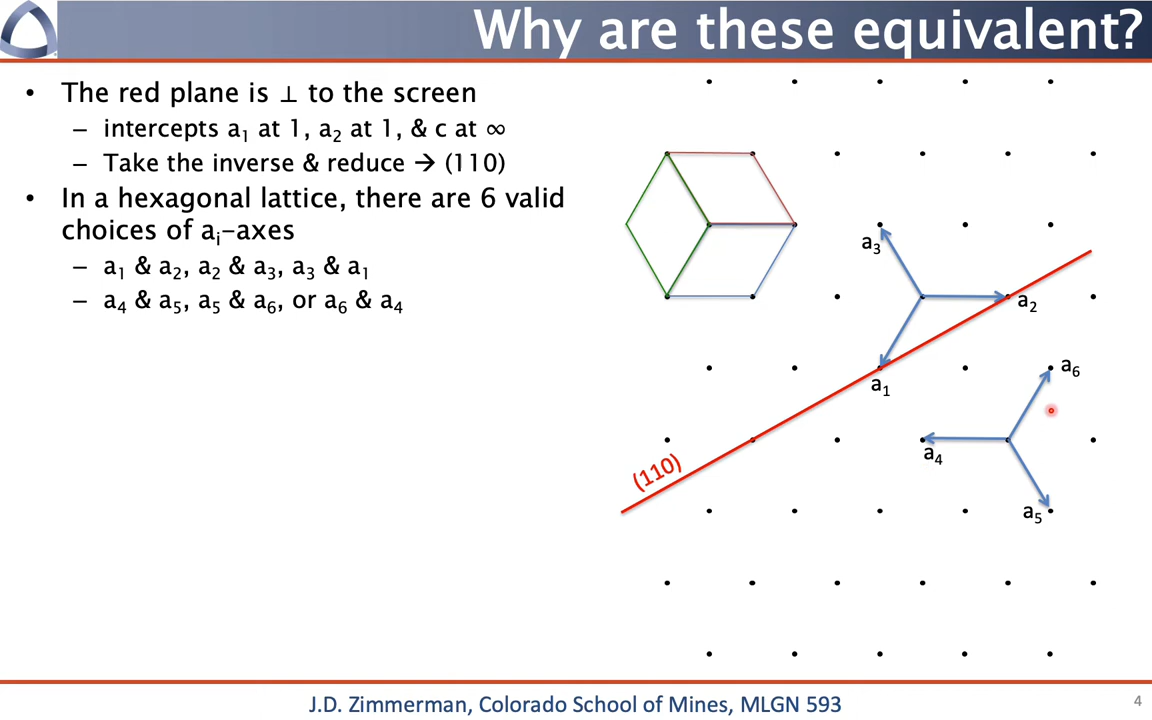 Why are these equivalent?
• The red plane is ⊥ to the screen
– intercepts a₁ at 1, a₂ at 1, & c at ∞
– Take the inverse & reduce → (110)
• In a hexagonal lattice, there are 6 valid
choices of aᵢ-axes
– a₁ & a₂, a₂ & a₃, a₃ & a₁
– a₄ & a₅, a₅ & a₆, or a₆ & a₄
a₃
a₂
a₁
a₆
a₄
(110)
a₅
J.D. Zimmerman, Colorado School of Mines, MLGN 593
4